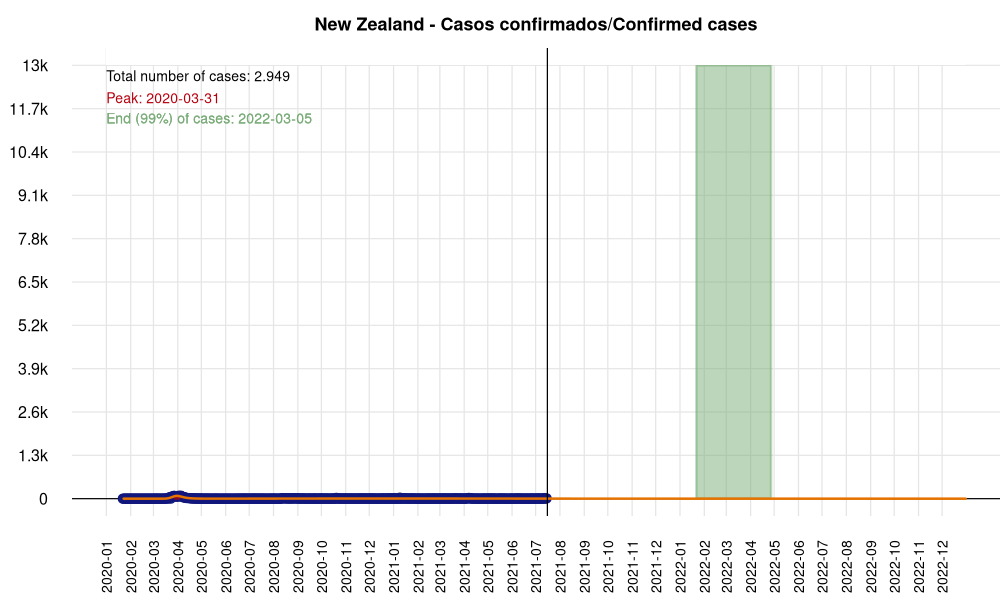 New Zealand - Casos confirmados/Confirmed cases
Total number of cases: 2.949
Peak: 2020-03-31
End (99%) of cases: 2022-03-05
13k
11.7k
10.4k
9.1k
7.8k
6.5k
5.2k
3.9k
2.6k
1.3k
0
2020-01
2020-02
2020-03
2020-04
2020-05
2020-06
2020-07
2020-08
2020-09
2020-10
2020-11
2020-12
2021-01
2021-02
2021-03
2021-04
2021-05
2021-06
2021-07
2021-08
2021-09
2021-10
2021-11
2021-12
2022-01
2022-02
2022-03
2022-04
2022-05
2022-06
2022-07
2022-08
2022-09
2022-10
2022-11
2022-12